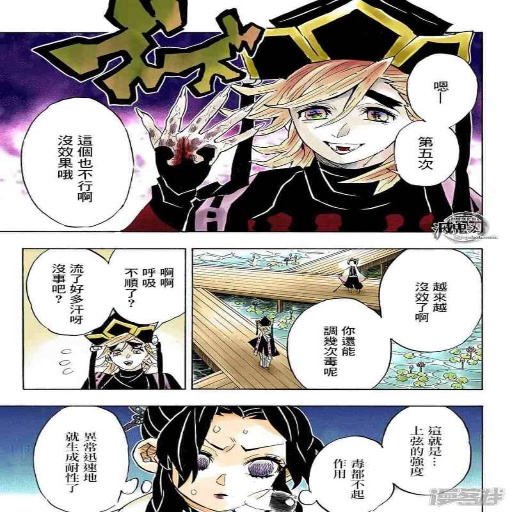 嗯—
第五次
這個也不行啊
沒效果哦
越來越
沒效了啊
你還能
調幾次毒呢
啊啊
呼吸
不順了?
流了好多汗呀
沒事吧?
這就是…
上弦的強度
毒都不起
作用
異常迅速地
就生成耐性了